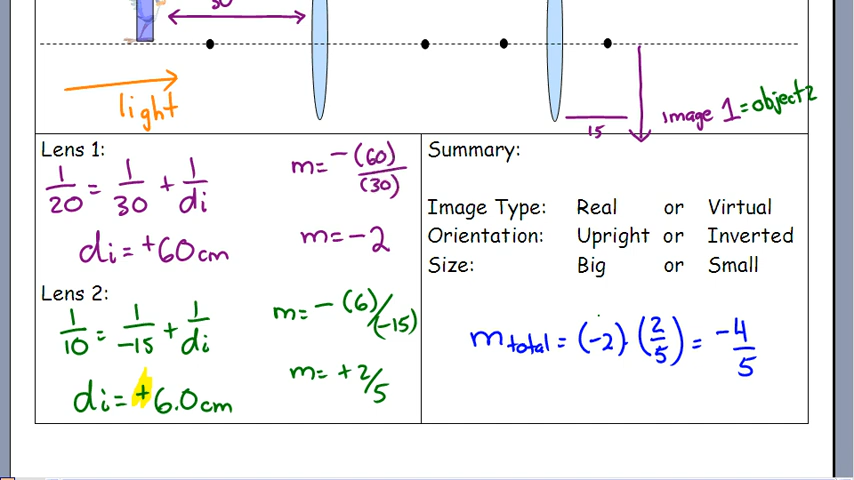 30
light
15
Image 1 = object 2
Lens 1:
1/20 = 1/30 + 1/di
m = -(60)/(30)
di = +60cm
m = -2
Lens 2:
1/10 = 1/-15 + 1/di
m = -(6)/(-15)
di = +6.0cm
m = +2/5
Summary:
Image Type: Real or Virtual
Orientation: Upright or Inverted
Size: Big or Small
m total = (-2)·(2/5) = -4/5